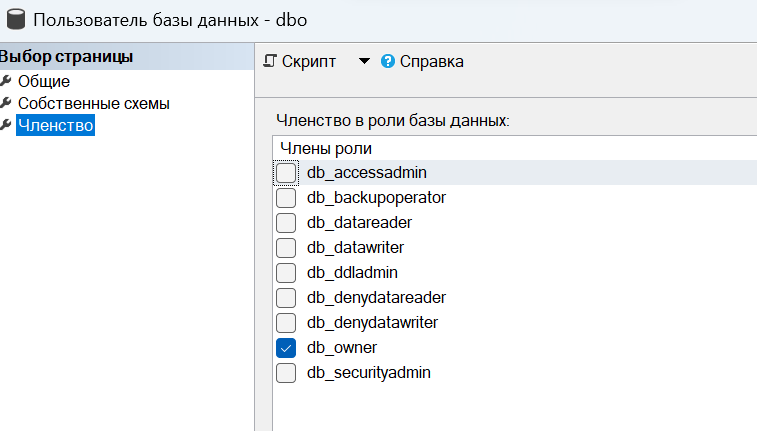 Пользователь базы данных - dbo
Выбор страницы
Общие
Собственные схемы
Членство
Скрипт
Справка
Членство в роли базы данных:
Члены роли
db_accessadmin
db_backupoperator
db_datareader
db_datawriter
db_ddladmin
db_denydatareader
db_denydatawriter
db_owner
db_securityadmin